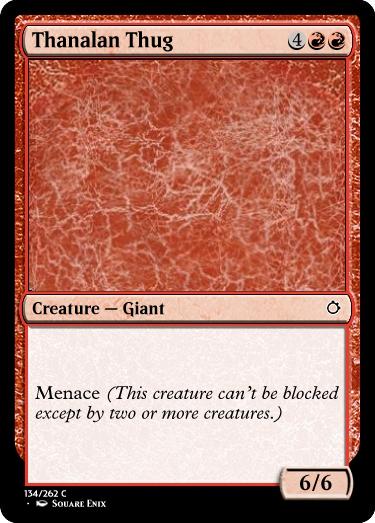 Thanalan Thug 4
Creature — Giant
Menace (This creature can't be blocked
except by two or more creatures.)
6/6
134/262 C
· Square Enix